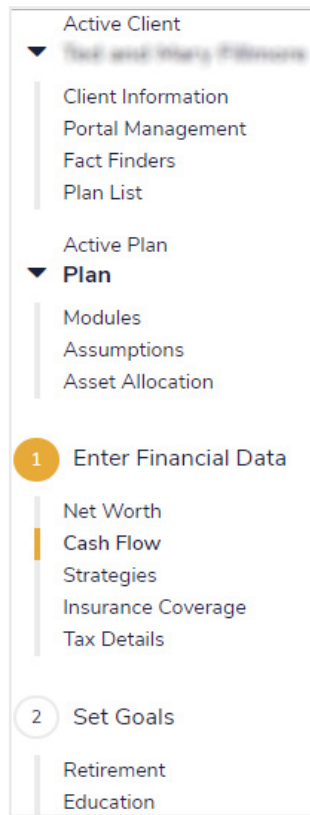 Active Client
Client Information
Portal Management
Fact Finders
Plan List
Active Plan
Plan
Modules
Assumptions
Asset Allocation
1 Enter Financial Data
Net Worth
Cash Flow
Strategies
Insurance Coverage
Tax Details
2 Set Goals
Retirement
Education